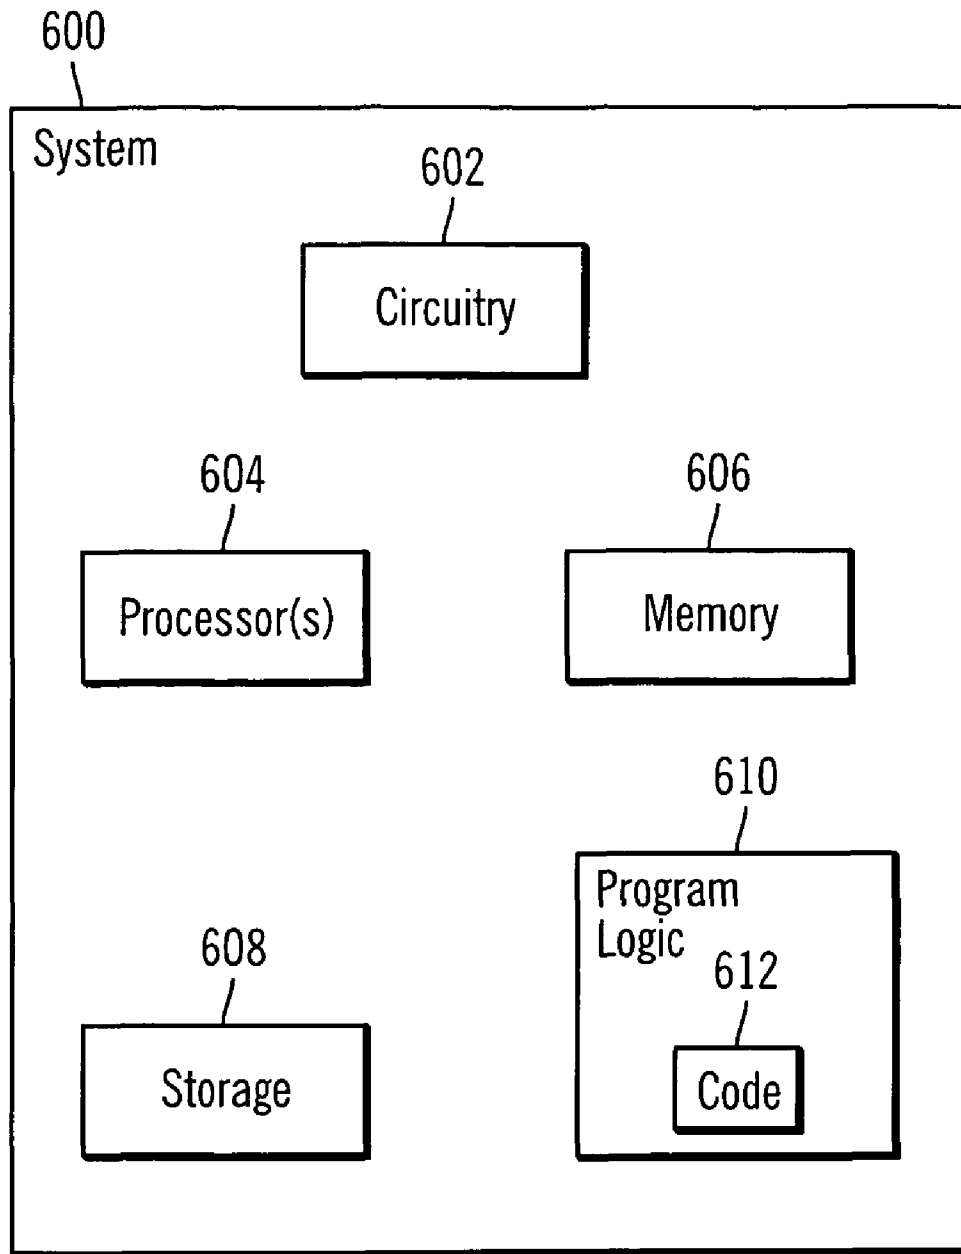 600
System
602
Circuitry
604
606
Processor(s)
Memory
610
Program
Logic
608
612
Storage
Code